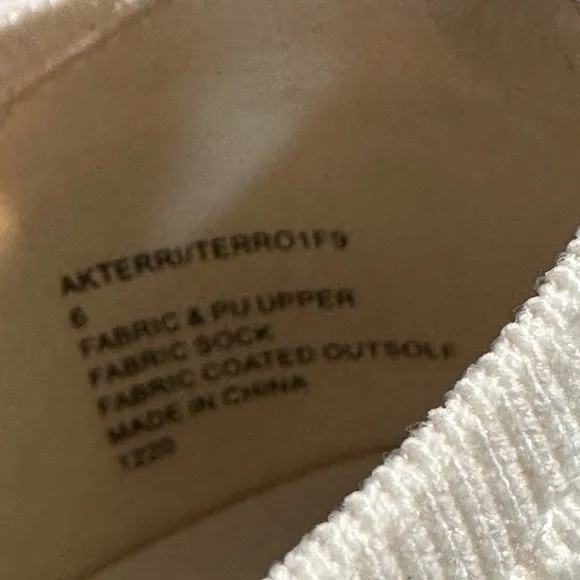 AKTERRI/TERRO1F9
6
FABRIC & PU UPPER
FABRIC SOCK
FABRIC COATED OUTSOLE
MADE IN CHINA
1220